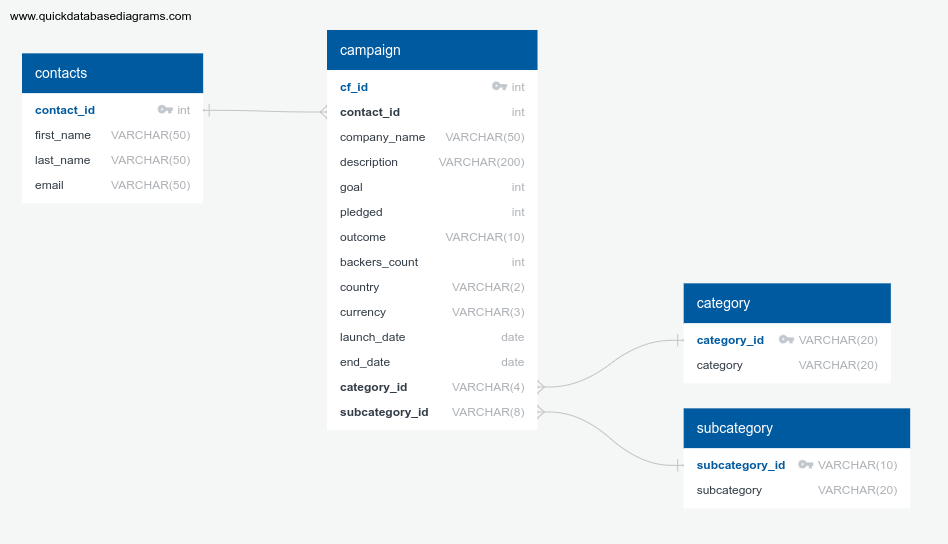 www.quickdatabasediagrams.com
contacts
contact_id int
first_name VARCHAR(50)
last_name VARCHAR(50)
email VARCHAR(50)
campaign
cf_id int
contact_id int
company_name VARCHAR(50)
description VARCHAR(200)
goal int
pledged int
outcome VARCHAR(10)
backers_count int
country VARCHAR(2)
currency VARCHAR(3)
launch_date date
end_date date
category_id VARCHAR(4)
subcategory_id VARCHAR(8)
category
category_id VARCHAR(20)
category VARCHAR(20)
subcategory
subcategory_id VARCHAR(10)
subcategory VARCHAR(20)